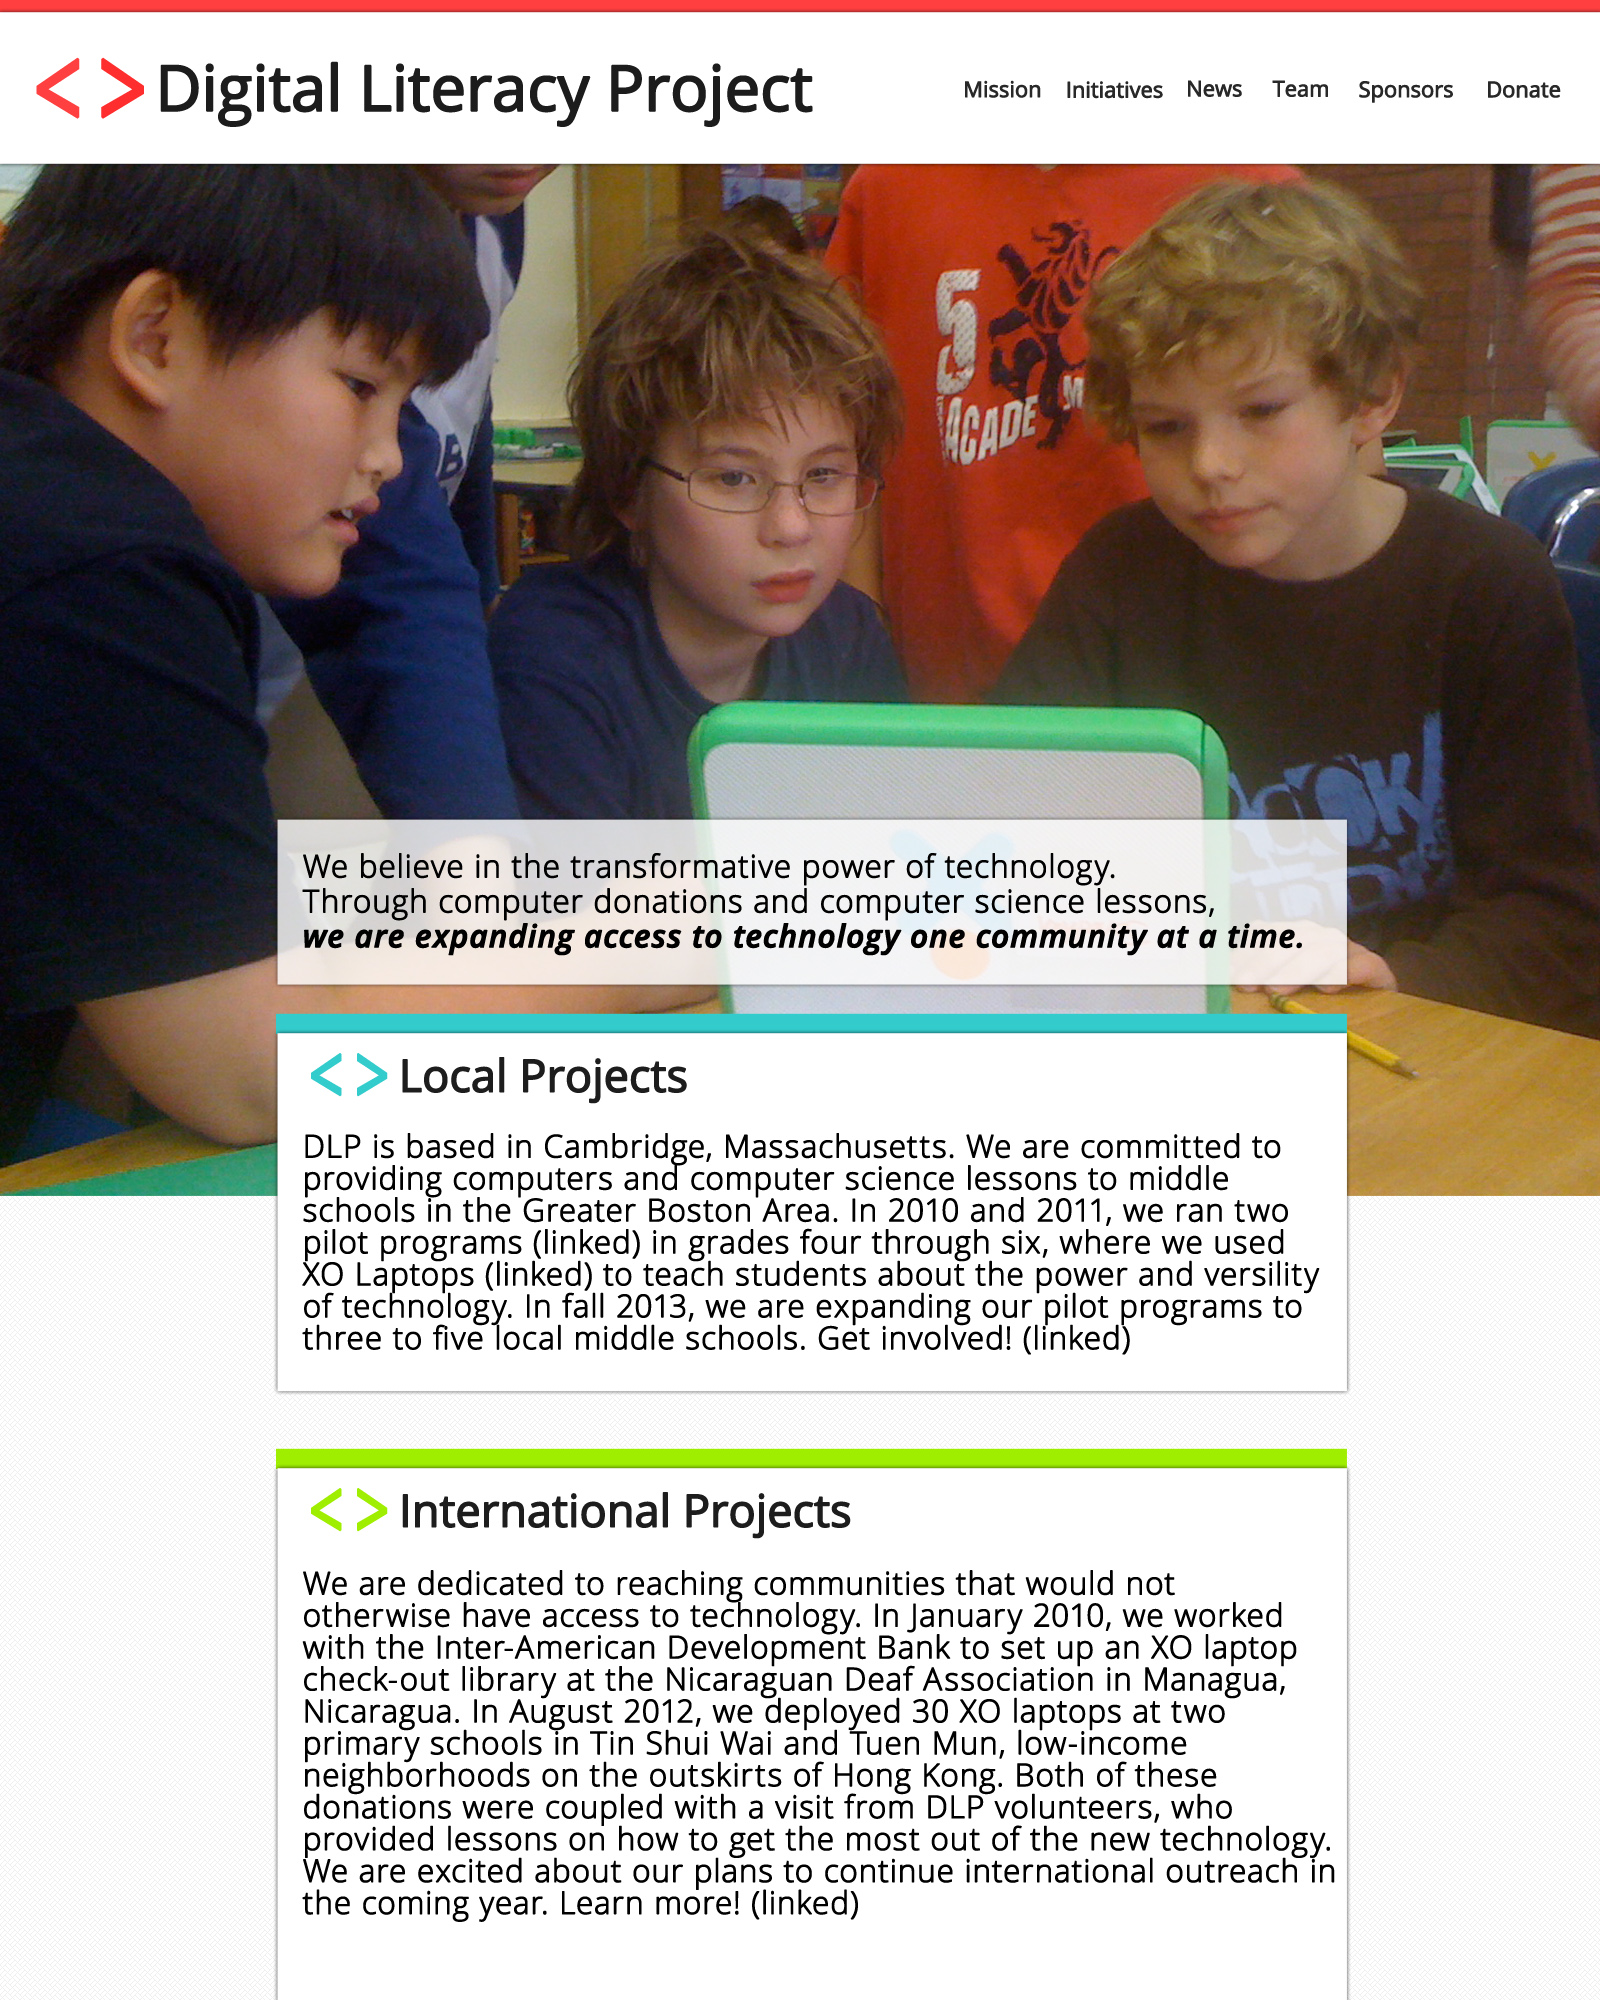 < > Digital Literacy Project
Mission Initiatives News Team Sponsors Donate
5
ACADE M
B
We believe in the transformative power of technology.
Through computer donations and computer science lessons,
we are expanding access to technology one community at a time.
< > Local Projects
DLP is based in Cambridge, Massachusetts. We are committed to
providing computers and computer science lessons to middle
schools in the Greater Boston Area. In 2010 and 2011, we ran two
pilot programs (linked) in grades four through six, where we used
XO Laptops (linked) to teach students about the power and versility
of technology. In fall 2013, we are expanding our pilot programs to
three to five local middle schools. Get involved! (linked)
< > International Projects
We are dedicated to reaching communities that would not
otherwise have access to technology. In January 2010, we worked
with the Inter-American Development Bank to set up an XO laptop
check-out library at the Nicaraguan Deaf Association in Managua,
Nicaragua. In August 2012, we deployed 30 XO laptops at two
primary schools in Tin Shui Wai and Tuen Mun, low-income
neighborhoods on the outskirts of Hong Kong. Both of these
donations were coupled with a visit from DLP volunteers, who
provided lessons on how to get the most out of the new technology.
We are excited about our plans to continue international outreach in
the coming year. Learn more! (linked)